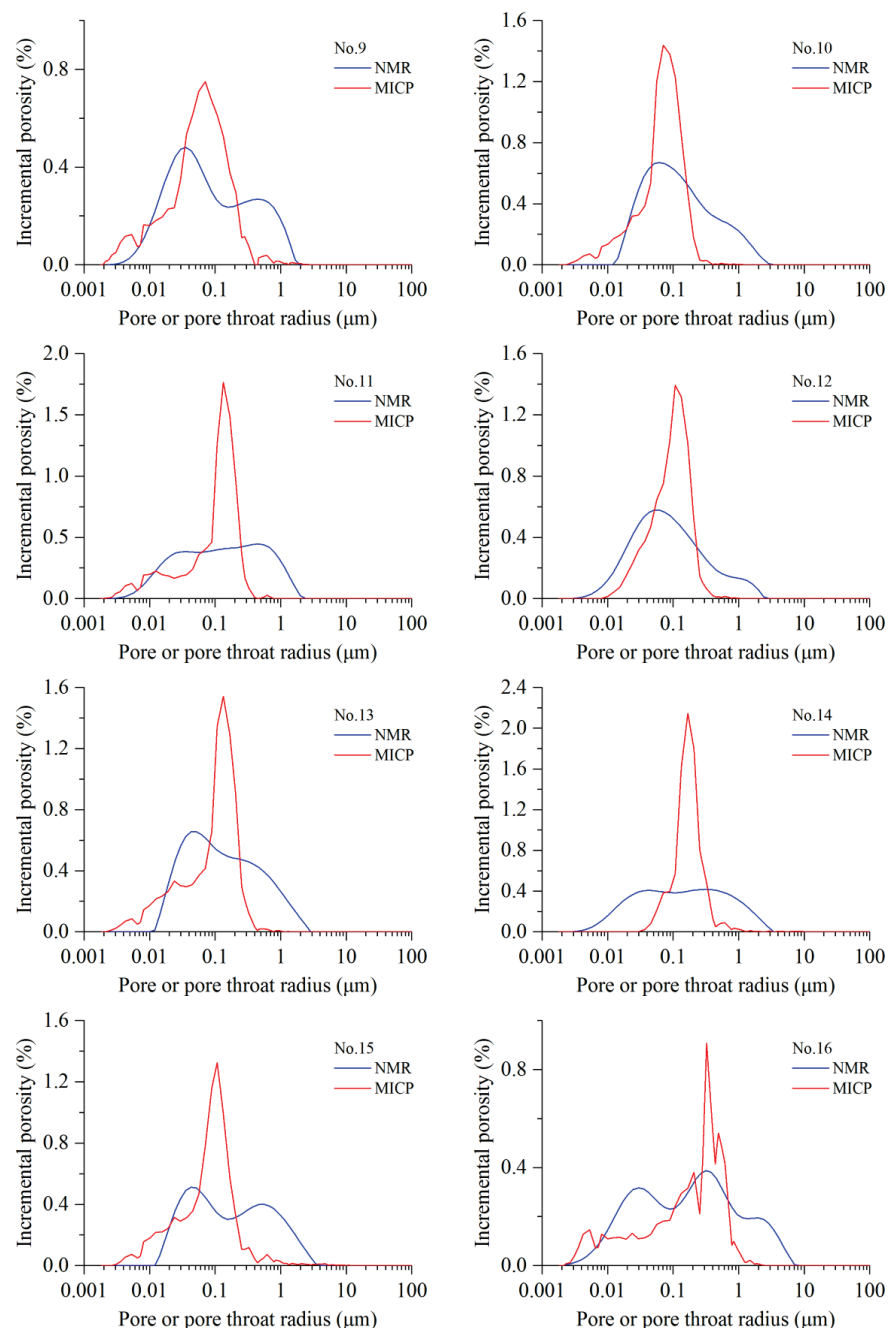 No.9
NMR
MICP
Incremental porosity (%)
0.8
0.4
0.0
0.001 0.01 0.1 1 10 100
Pore or pore throat radius (μm)
No.10
NMR
MICP
Incremental porosity (%)
1.6
1.2
0.8
0.4
0.0
0.001 0.01 0.1 1 10 100
Pore or pore throat radius (μm)
No.11
NMR
MICP
Incremental porosity (%)
2.0
1.5
1.0
0.5
0.0
0.001 0.01 0.1 1 10 100
Pore or pore throat radius (μm)
No.12
NMR
MICP
Incremental porosity (%)
1.6
1.2
0.8
0.4
0.0
0.001 0.01 0.1 1 10 100
Pore or pore throat radius (μm)
No.13
NMR
MICP
Incremental porosity (%)
1.6
1.2
0.8
0.4
0.0
0.001 0.01 0.1 1 10 100
Pore or pore throat radius (μm)
No.14
NMR
MICP
Incremental porosity (%)
2.4
2.0
1.6
1.2
0.8
0.4
0.0
0.001 0.01 0.1 1 10 100
Pore or pore throat radius (μm)
No.15
NMR
MICP
Incremental porosity (%)
1.6
1.2
0.8
0.4
0.0
0.001 0.01 0.1 1 10 100
Pore or pore throat radius (μm)
No.16
NMR
MICP
Incremental porosity (%)
0.8
0.4
0.0
0.001 0.01 0.1 1 10 100
Pore or pore throat radius (μm)